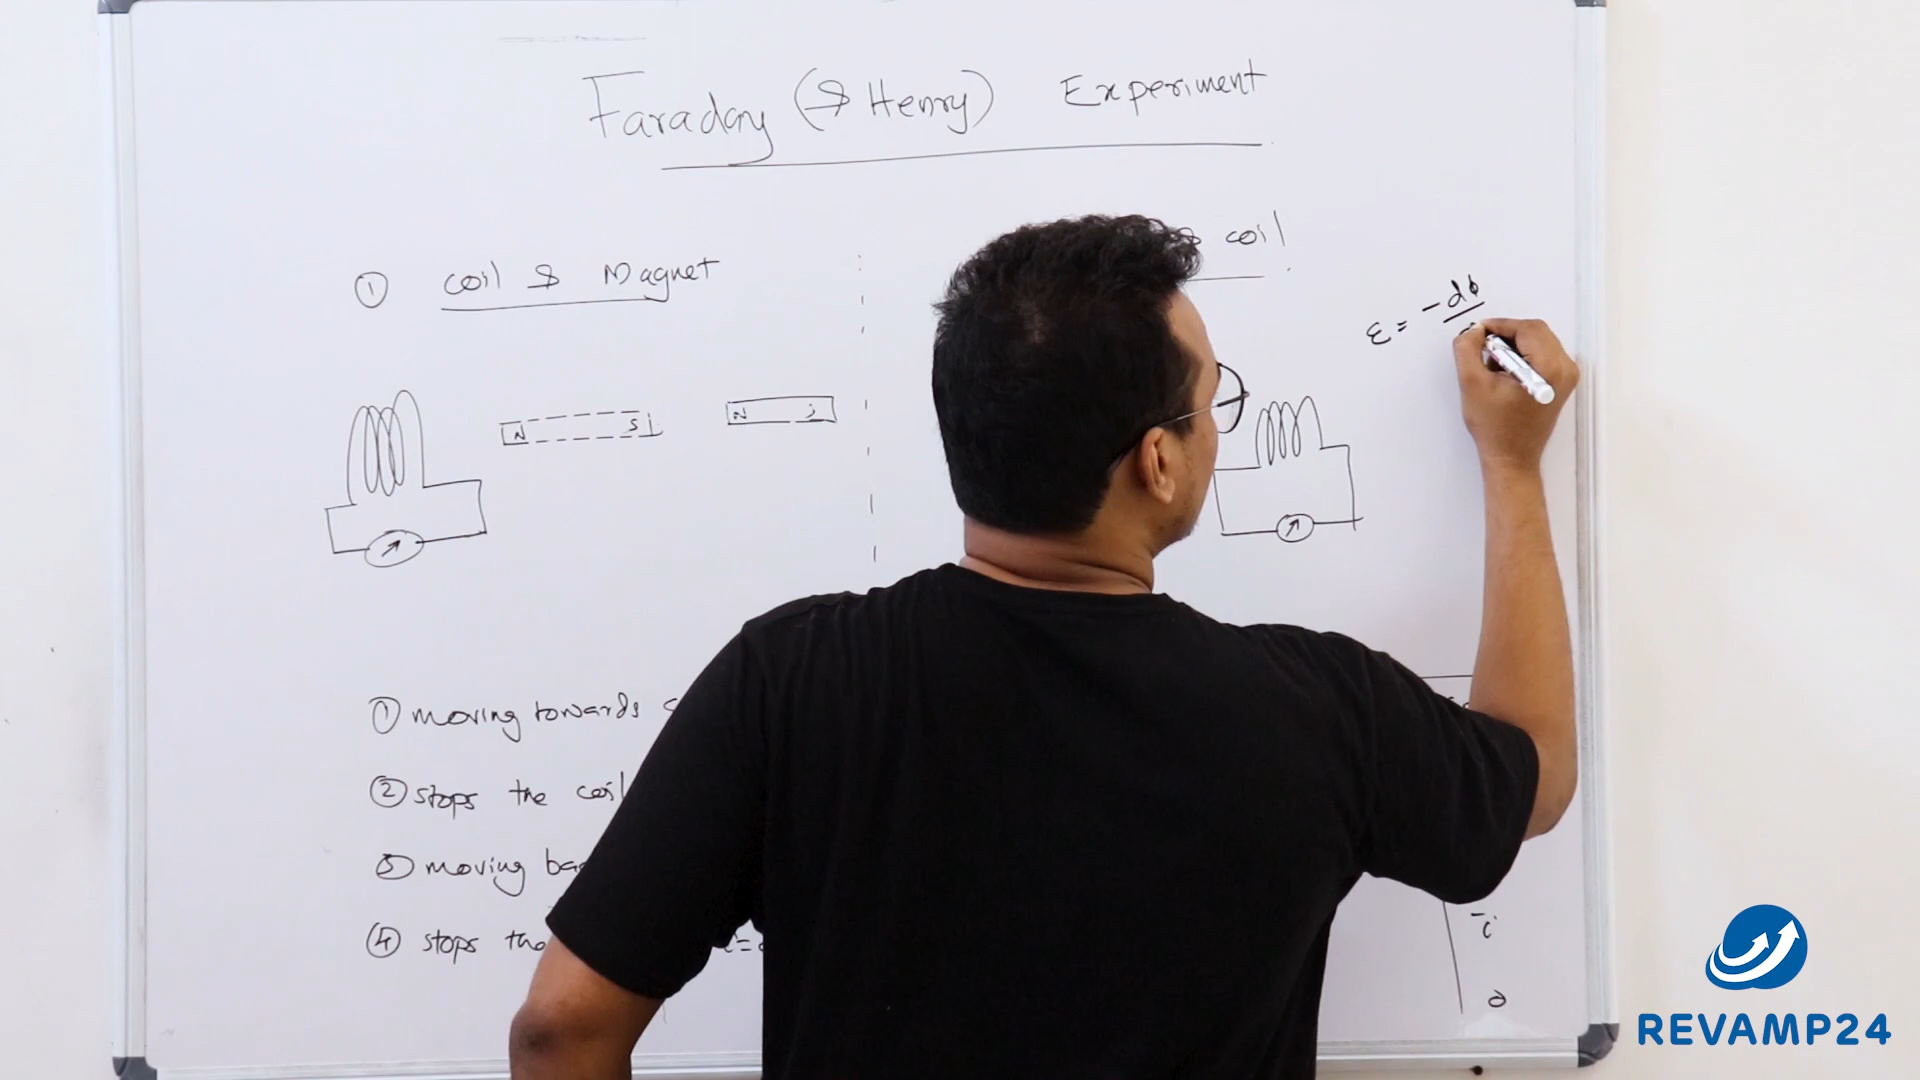 Faraday (& Henry) Experiment
① coil & Magnet
& coil
ε = -dϕ
N S
N
① moving towards
② stops the coil
③ moving
④ stops the
-i
0
REVAMP24